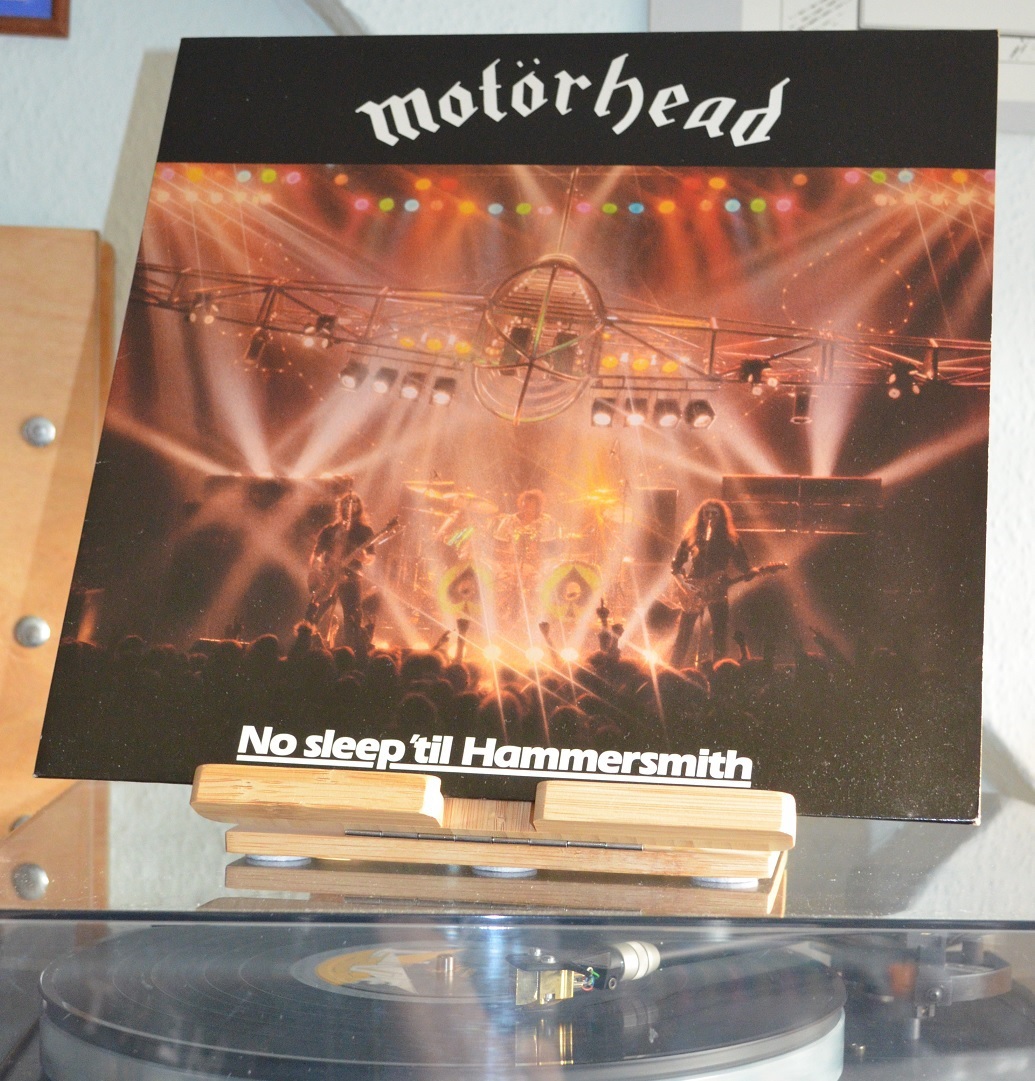 motörhead
No sleep 'til Hammersmith